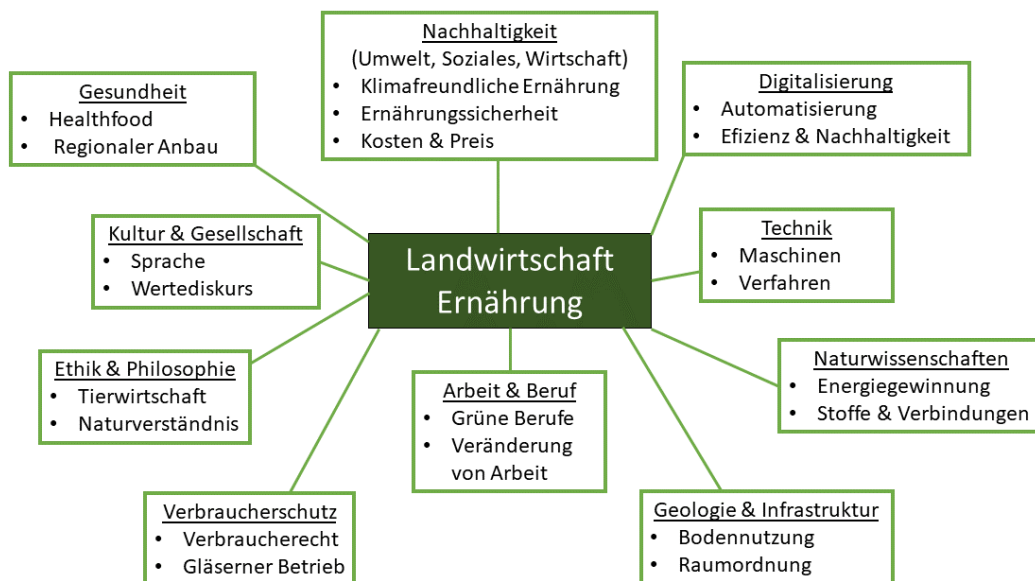 Nachhaltigkeit
(Umwelt, Soziales, Wirtschaft)
• Klimafreundliche Ernährung
• Ernährungssicherheit
• Kosten & Preis
Gesundheit
• Healthfood
• Regionaler Anbau
Digitalisierung
• Automatisierung
• Efizienz & Nachhaltigkeit
Kultur & Gesellschaft
• Sprache
• Wertediskurs
Landwirtschaft
Ernährung
Technik
• Maschinen
• Verfahren
Ethik & Philosophie
• Tierwirtschaft
• Naturverständnis
Arbeit & Beruf
• Grüne Berufe
• Veränderung
von Arbeit
Naturwissenschaften
• Energiegewinnung
• Stoffe & Verbindungen
Verbraucherschutz
• Verbraucherecht
• Gläserner Betrieb
Geologie & Infrastruktur
• Bodennutzung
• Raumordnung